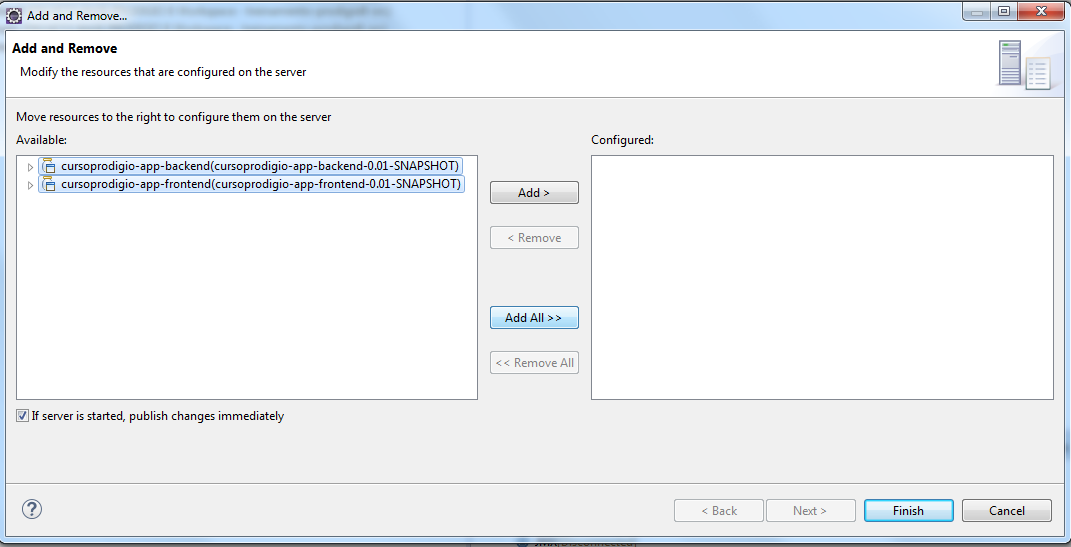 Add and Remove...
Add and Remove
Modify the resources that are configured on the server
Move resources to the right to configure them on the server
Available:
Configured:
cursoprodigio-app-backend(cursoprodigio-app-backend-0.01-SNAPSHOT)
cursoprodigio-app-frontend(cursoprodigio-app-frontend-0.01-SNAPSHOT)
Add >
< Remove
Add All >>
<< Remove All
If server is started, publish changes immediately
< Back
Next >
Finish
Cancel